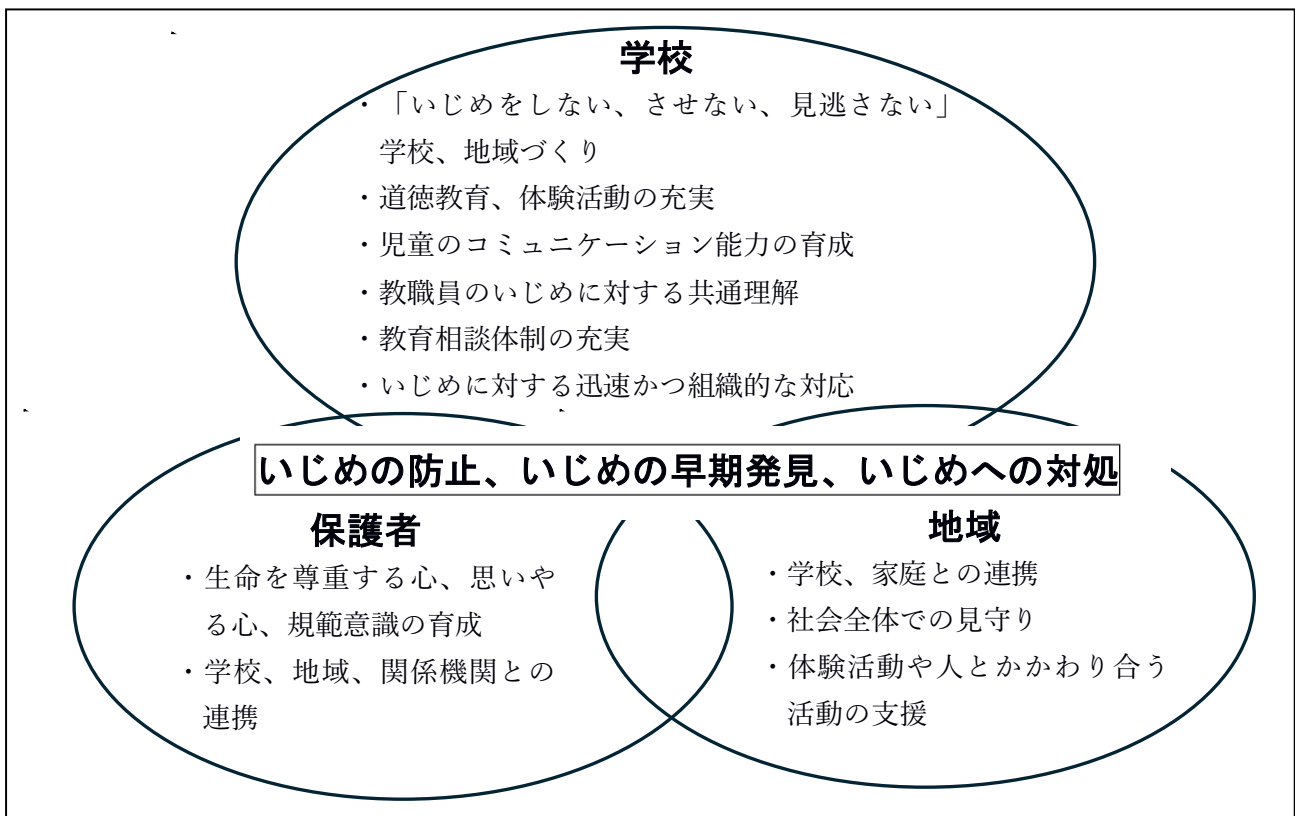 学校
・「いじめをしない、させない、見逃さない」
学校、地域づくり
・道徳教育、体験活動の充実
・児童のコミュニケーション能力の育成
・教職員のいじめに対する共通理解
・教育相談体制の充実
・いじめに対する迅速かつ組織的な対応
いじめの防止、いじめの早期発見、いじめへの対処
保護者
・生命を尊重する心、思いや
る心、規範意識の育成
・学校、地域、関係機関との
連携
地域
・学校、家庭との連携
・社会全体での見守り
・体験活動や人とかかわり合う
活動の支援